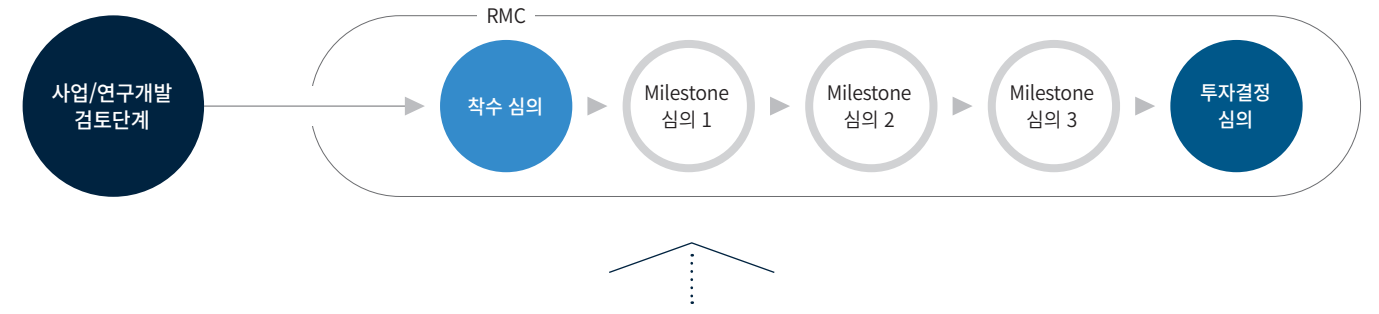 RMC
사업/연구개발
검토단계
착수 심의
Milestone
심의 1
Milestone
심의 2
Milestone
심의 3
투자결정
심의